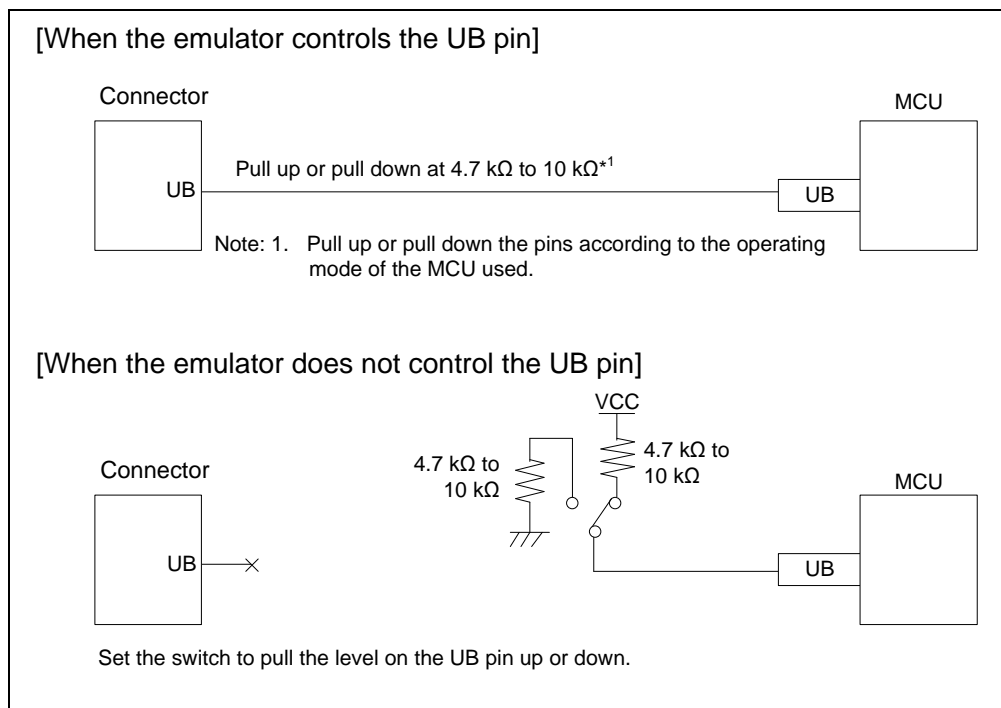 [When the emulator controls the UB pin]
Connector
MCU
Pull up or pull down at 4.7 kΩ to 10 kΩ*1
UB
UB
Note: 1. Pull up or pull down the pins according to the operating
mode of the MCU used.
[When the emulator does not control the UB pin]
VCC
4.7 kΩ to
10 kΩ
4.7 kΩ to
10 kΩ
Connector
MCU
UB
UB
Set the switch to pull the level on the UB pin up or down.